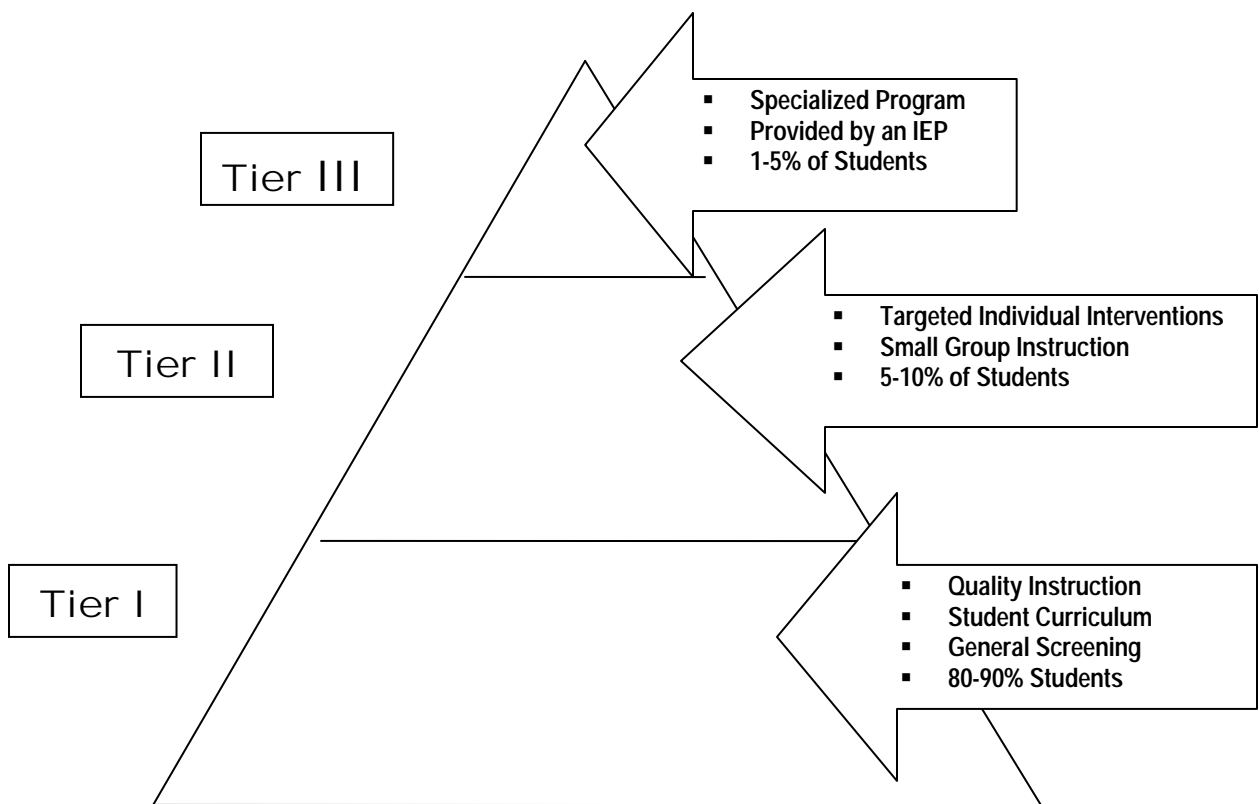 Tier III
▪ Specialized Program
▪ Provided by an IEP
▪ 1-5% of Students
Tier II
▪ Targeted Individual Interventions
▪ Small Group Instruction
▪ 5-10% of Students
Tier I
▪ Quality Instruction
▪ Student Curriculum
▪ General Screening
▪ 80-90% Students